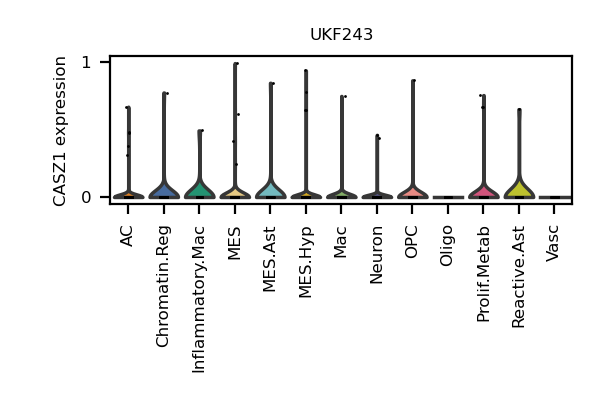 UKF243
CASZ1 expression
1
0
AC
Chromatin.Reg
Inflammatory.Mac
MES
MES.Ast
MES.Hyp
Mac
Neuron
OPC
Oligo
Prolif.Metab
Reactive.Ast
Vasc